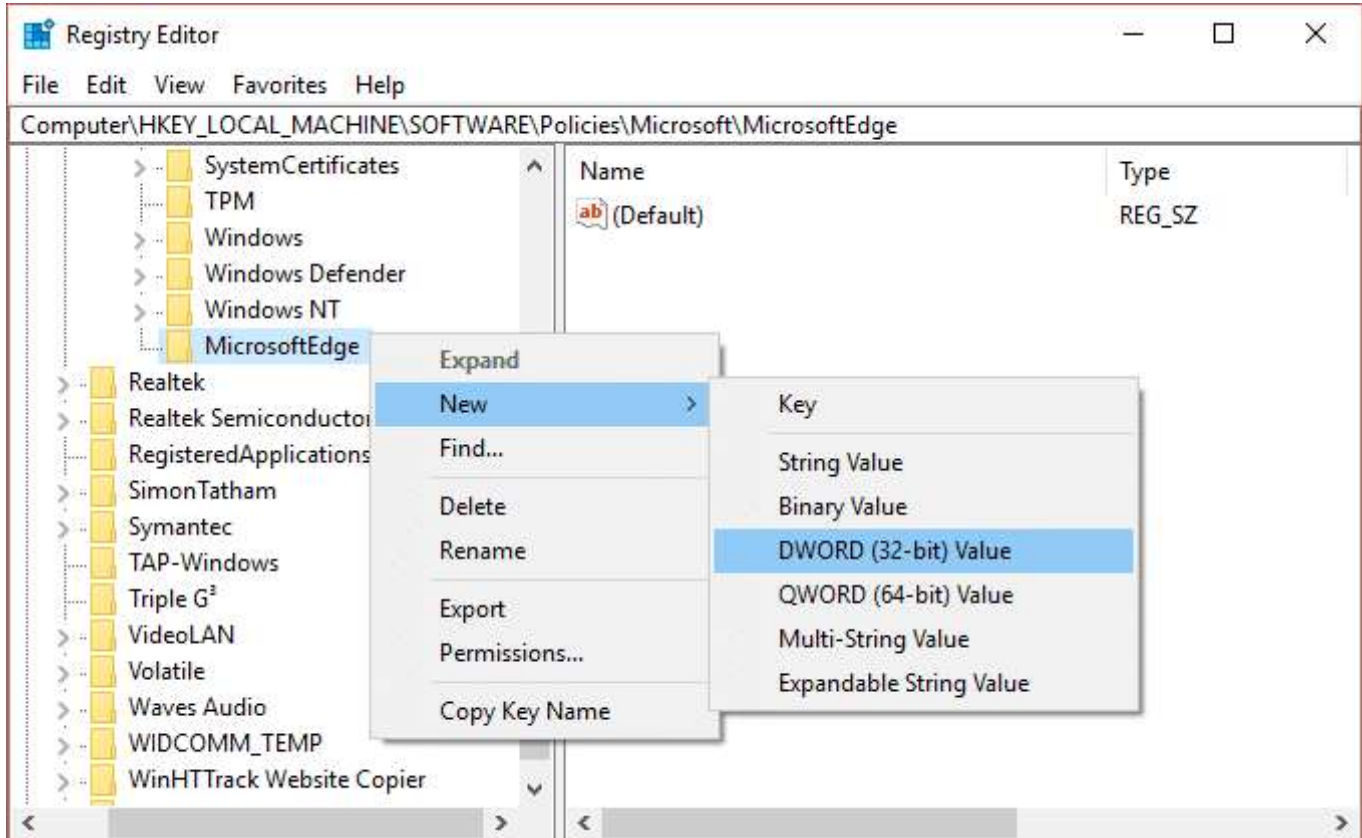 Registry Editor
File Edit View Favorites Help
Computer\HKEY_LOCAL_MACHINE\SOFTWARE\Policies\Microsoft\MicrosoftEdge
SystemCertificates
TPM
Windows
Windows Defender
Windows NT
MicrosoftEdge
Realtek
Realtek Semiconductor
RegisteredApplications
SimonTatham
Symantec
TAP-Windows
Triple G³
VideoLAN
Volatile
Waves Audio
WIDCOMM_TEMP
WinHTTrack Website Copier
Name Type
ab (Default) REG_SZ
Expand
New
Find...
Delete
Rename
Export
Permissions...
Copy Key Name
Key
String Value
Binary Value
DWORD (32-bit) Value
QWORD (64-bit) Value
Multi-String Value
Expandable String Value